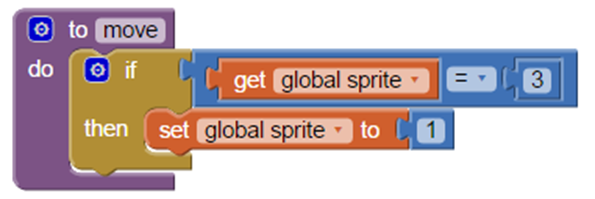 to move
do if get global sprite = 3
then set global sprite to 1